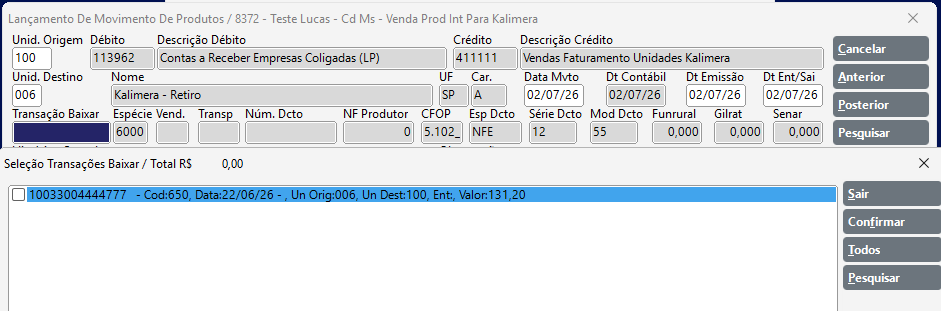 Lançamento De Movimento De Produtos / 8372 - Teste Lucas - Cd Ms - Venda Prod Int Para Kalimera
Unid. Origem Débito Descrição Débito Crédito Descrição Crédito
100 113962 Contas a Receber Empresas Coligadas (LP) 411111 Vendas Faturamento Unidades Kalimera
Cancelar
Unid. Destino Nome UF Car. Data Mvto Dt Contábil Dt Emissão Dt Ent/Sai
006 Kalimera - Retiro SP A 02/07/26 02/07/26 02/07/26 02/07/26
Anterior
Posterior
Transação Baixar Espécie Vend. Transp Núm. Dcto NF Produtor CFOP Esp Dcto Série Dcto Mod Dcto Funrural Gilrat Senar
6000 0 5.102_ NFE 12 55 0,000 0,000 0,000
Pesquisar
Seleção Transações Baixar / Total R$ 0,00
10033004444777 - Cod:650, Data:22/06/26 - , Un Orig:006, Un Dest:100, Ent:, Valor:131,20
Sair
Confirmar
Todos
Pesquisar